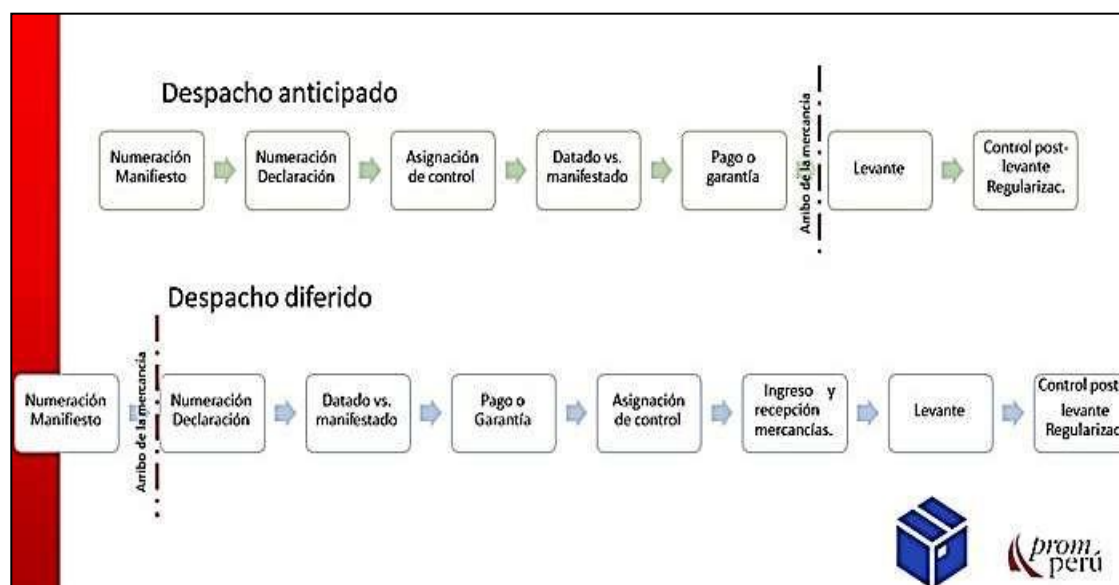 Despacho anticipado
Numeración
Manifiesto
Numeración
Declaración
Asignación
de control
Datado vs.
manifestado
Pago o
garantía
Arribo de la mercancia
Levante
Control post-
levante
Regularizac.
Despacho diferido
Numeración
Manifiesto
Arribo de la mercancia
Numeración
Declaración
Datado vs.
manifestado
Pago o
Garantía
Asignación
de control
Ingreso y
recepción
mercancías.
Levante
Control post
levante
Regularizac
prom
perú